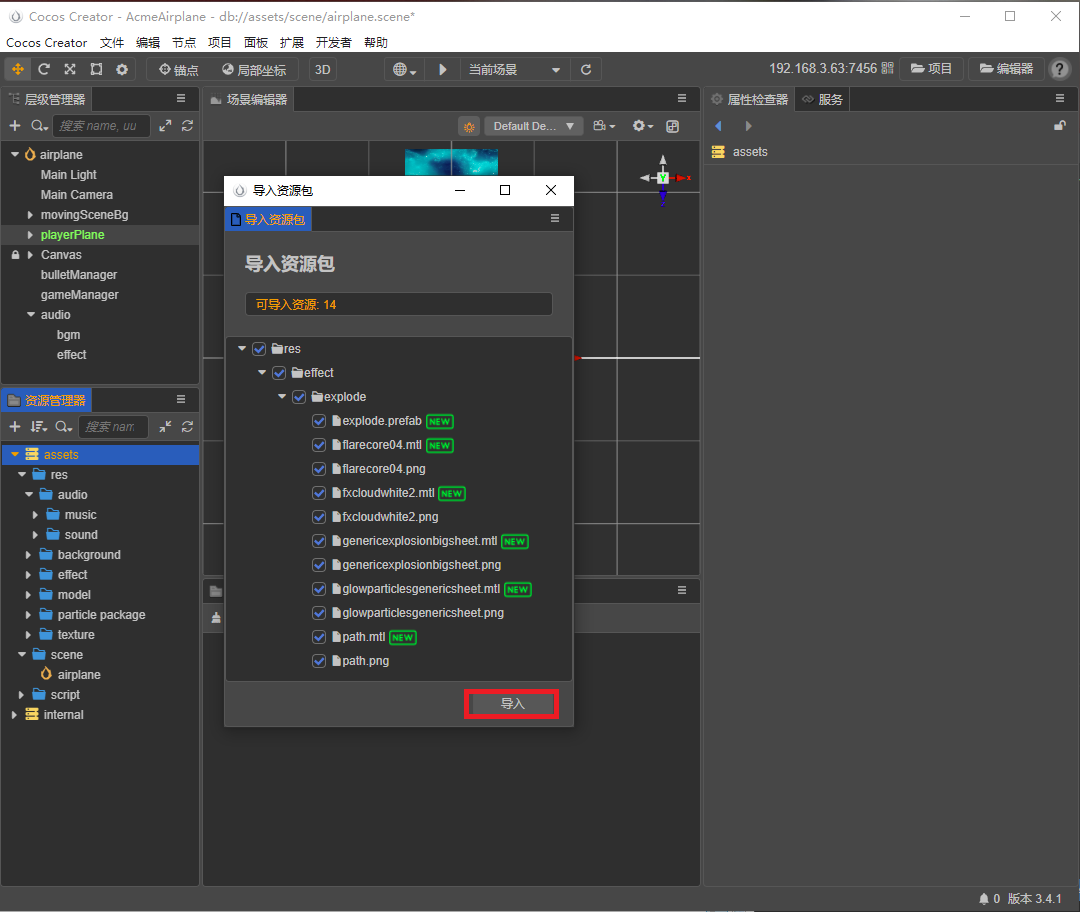 Cocos Creator - AcmeAirplane - db://assets/scene/airplane.scene*
Cocos Creator 文件 编辑 节点 项目 面板 扩展 开发者 帮助
锚点 局部坐标 3D 当前场景 192.168.3.63:7456 项目 编辑器 ?
层级管理器
搜索 name, uu
airplane
Main Light
Main Camera
movingSceneBg
playerPlane
Canvas
bulletManager
gameManager
audio
bgm
effect
资源管理器
搜索 nam
assets
res
audio
music
sound
background
effect
model
particle package
texture
scene
airplane
script
internal
场景编辑器
Default De...
Y
x
导入资源包
导入资源包
导入资源包
可导入资源: 14
res
effect
explode
explode.prefab NEW
flarecore04.mtl NEW
flarecore04.png
fxcloudwhite2.mtl NEW
fxcloudwhite2.png
genericexplosionbigsheet.mtl NEW
genericexplosionbigsheet.png
glowparticlesgenericsheet.mtl NEW
glowparticlesgenericsheet.png
path.mtl NEW
path.png
导入
属性检查器 服务
assets
0 版本 3.4.1